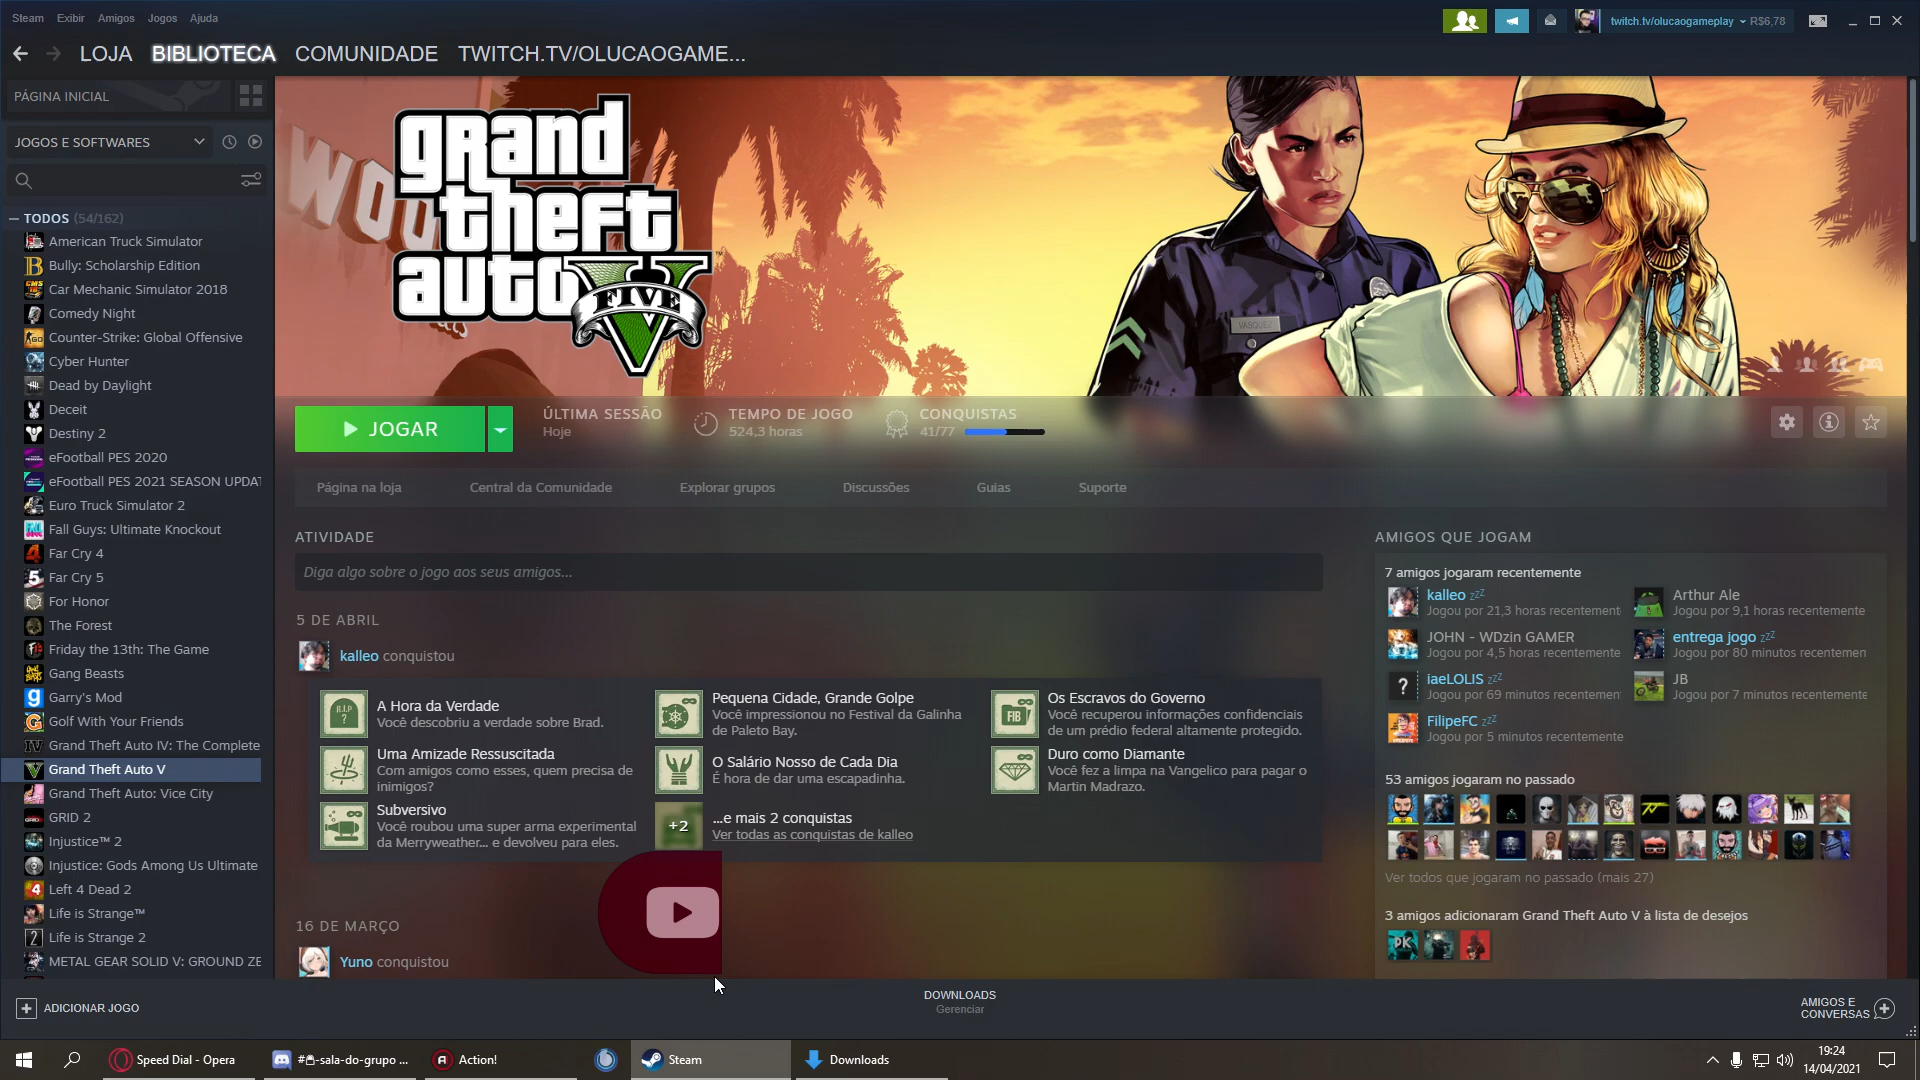 Steam Exibir Amigos Jogos Ajuda
twitch.tv/olucaogameplay R$6,78
LOJA BIBLIOTECA COMUNIDADE TWITCH.TV/OLUCAOGAME...
PÁGINA INICIAL
JOGOS E SOFTWARES
TODOS (54/162)
American Truck Simulator
Bully: Scholarship Edition
Car Mechanic Simulator 2018
Comedy Night
Counter-Strike: Global Offensive
Cyber Hunter
Dead by Daylight
Deceit
Destiny 2
eFootball PES 2020
eFootball PES 2021 SEASON UPDAT
Euro Truck Simulator 2
Fall Guys: Ultimate Knockout
Far Cry 4
Far Cry 5
For Honor
The Forest
Friday the 13th: The Game
Gang Beasts
Garry's Mod
Golf With Your Friends
Grand Theft Auto IV: The Complete
Grand Theft Auto V
Grand Theft Auto: Vice City
GRID 2
Injustice™ 2
Injustice: Gods Among Us Ultimate
Left 4 Dead 2
Life is Strange™
Life is Strange 2
METAL GEAR SOLID V: GROUND ZE
ADICIONAR JOGO
grand
theft
auto V
FIVE
VASQUEZ
JOGAR
ÚLTIMA SESSÃO
Hoje
TEMPO DE JOGO
524,3 horas
CONQUISTAS
41/77
Página na loja Central da Comunidade Explorar grupos Discussões Guias Suporte
ATIVIDADE
Diga algo sobre o jogo aos seus amigos...
5 DE ABRIL
kalleo conquistou
A Hora da Verdade
Você descobriu a verdade sobre Brad.
Pequena Cidade, Grande Golpe
Você impressionou no Festival da Galinha
de Paleto Bay.
Os Escravos do Governo
Você recuperou informações confidenciais
de um prédio federal altamente protegido.
Uma Amizade Ressuscitada
Com amigos como esses, quem precisa de
inimigos?
O Salário Nosso de Cada Dia
É hora de dar uma escapadinha.
Duro como Diamante
Você fez a limpa na Vangelico para pagar o
Martin Madrazo.
Subversivo
Você roubou uma super arma experimental
da Merryweather... e devolveu para eles.
+2
...e mais 2 conquistas
Ver todas as conquistas de kalleo
16 DE MARÇO
Yuno conquistou
AMIGOS QUE JOGAM
7 amigos jogaram recentemente
kalleo zzZ
Jogou por 21,3 horas recentement
Arthur Ale
Jogou por 9,1 horas recentemente
JOHN - WDzin GAMER
Jogou por 4,5 horas recentemente
entrega jogo zzZ
Jogou por 80 minutos recentemen
iaeLOLIS zzZ
Jogou por 69 minutos recentemen
JB
Jogou por 7 minutos recentemente
FilipeFC zzZ
Jogou por 5 minutos recentemente
53 amigos jogaram no passado
Ver todos que jogaram no passado (mais 27)
3 amigos adicionaram Grand Theft Auto V à lista de desejos
DOWNLOADS
Gerenciar
AMIGOS E
CONVERSAS
Speed Dial - Opera
-sala-do-grupo ...
Action!
Steam
Downloads
19:24
14/04/2021